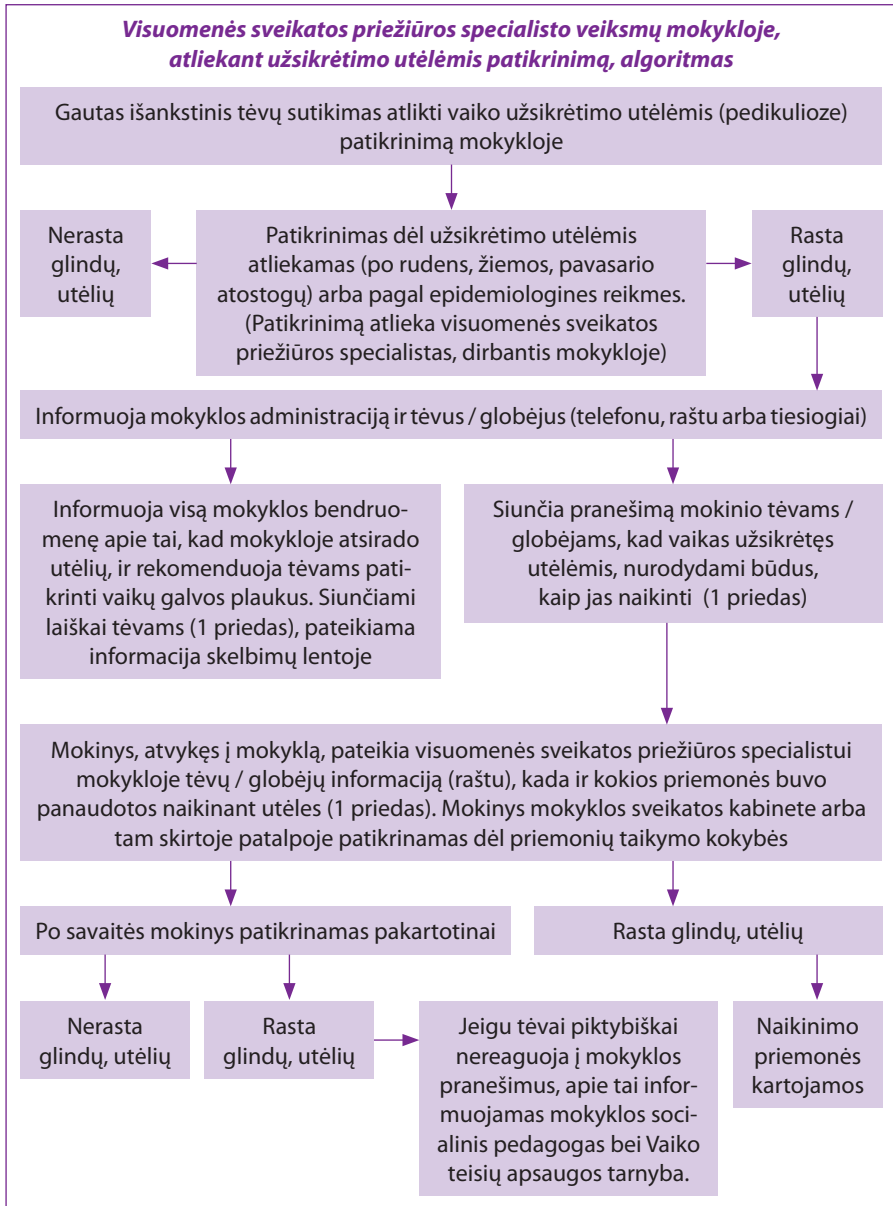 Visuomenės sveikatos priežiūros specialisto veiksmų mokykloje,
atliekant užsikrėtimo utėlėmis patikrinimą, algoritmas
Gautas išankstinis tėvų sutikimas atlikti vaiko užsikrėtimo utėlėmis (pedikulioze)
patikrinimą mokykloje
Nerasta
glindų,
utėlių
Patikrinimas dėl užsikrėtimo utėlėmis
atliekamas (po rudens, žiemos, pavasario
atostogų) arba pagal epidemiologines reikmes.
(Patikrinimą atlieka visuomenės sveikatos
priežiūros specialistas, dirbantis mokykloje)
Rasta
glindų,
utėlių
Informuoja mokyklos administraciją ir tėvus / globėjus (telefonu, raštu arba tiesiogiai)
Informuoja visą mokyklos bendruo-
menę apie tai, kad mokykloje atsirado
utėlių, ir rekomenduoja tėvams pati-
krinti vaikų galvos plaukus. Siunčiami
laiškai tėvams (1 priedas), pateikiama
informacija skelbimų lentoje
Siunčia pranešimą mokinio tėvams /
globėjams, kad vaikas užsikrėtęs
utėlėmis, nurodydami būdus,
kaip jas naikinti (1 priedas)
Mokinys, atvykęs į mokyklą, pateikia visuomenės sveikatos priežiūros specialistui
mokykloje tėvų / globėjų informaciją (raštu), kada ir kokios priemonės buvo
panaudotos naikinant utėles (1 priedas). Mokinys mokyklos sveikatos kabinete arba
tam skirtoje patalpoje patikrinamas dėl priemonių taikymo kokybės
Po savaitės mokinys patikrinamas pakartotinai
Rasta glindų, utėlių
Nerasta
glindų, utėlių
Rasta
glindų, utėlių
Jeigu tėvai piktybiškai
nereaguoja į mokyklos
pranešimus, apie tai infor-
muojamas mokyklos soci-
alinis pedagogas bei Vaiko
teisių apsaugos tarnyba.
Naikinimo
priemonės
kartojamos